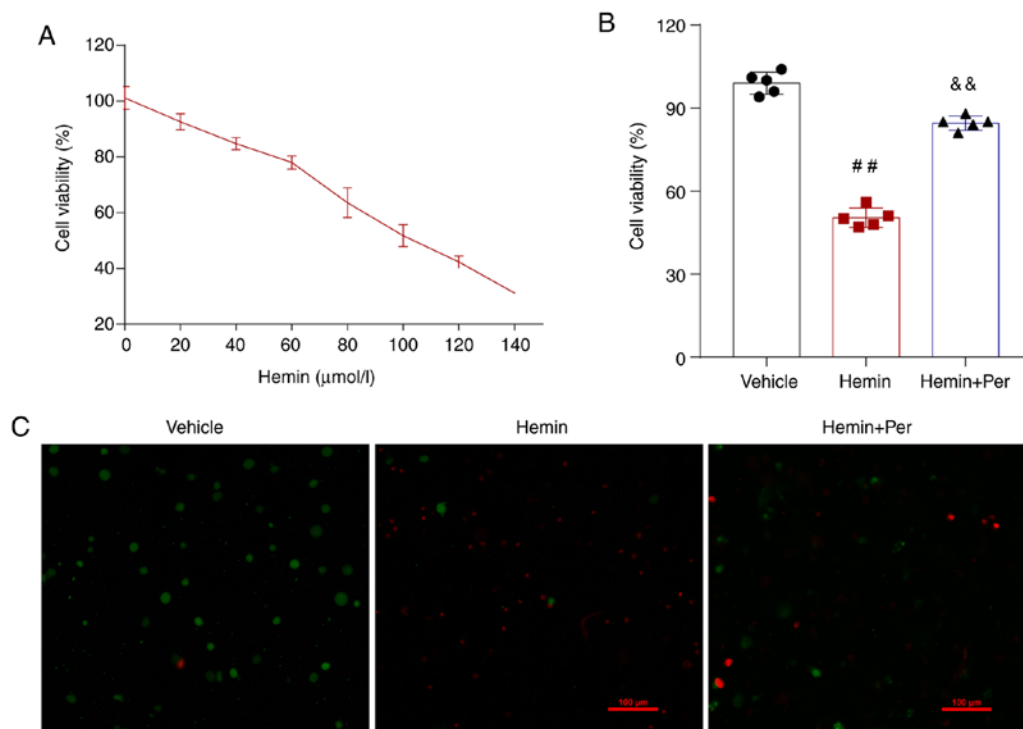 A
120
100
80
60
40
20
Cell viability (%)
0 20 40 60 80 100 120 140
Hemin (μmol/l)
B
120
90
60
30
0
Cell viability (%)
##
&&
Vehicle Hemin Hemin+Per
C
Vehicle Hemin Hemin+Per
100 μm
100 μm